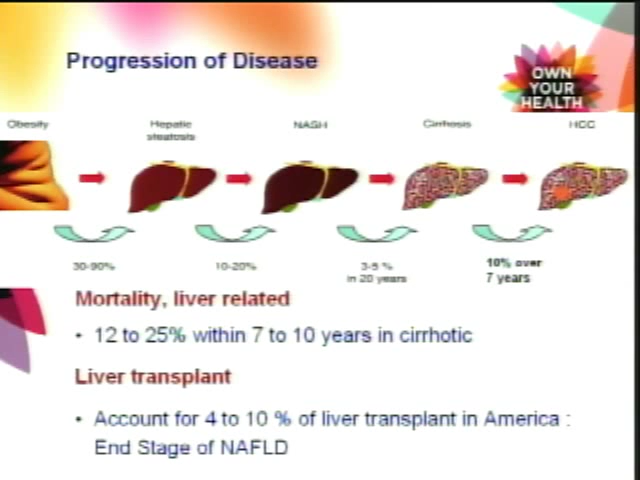 Progression of Disease
OWN
YOUR
HEALTH
Obesity
Hepatic
steatosis
NASH
Cirrhosis
HCC
30-90%
10-20%
3-5 %
in 20 years
10% over
7 years
Mortality, liver related
• 12 to 25% within 7 to 10 years in cirrhotic
Liver transplant
• Account for 4 to 10 % of liver transplant in America :
End Stage of NAFLD